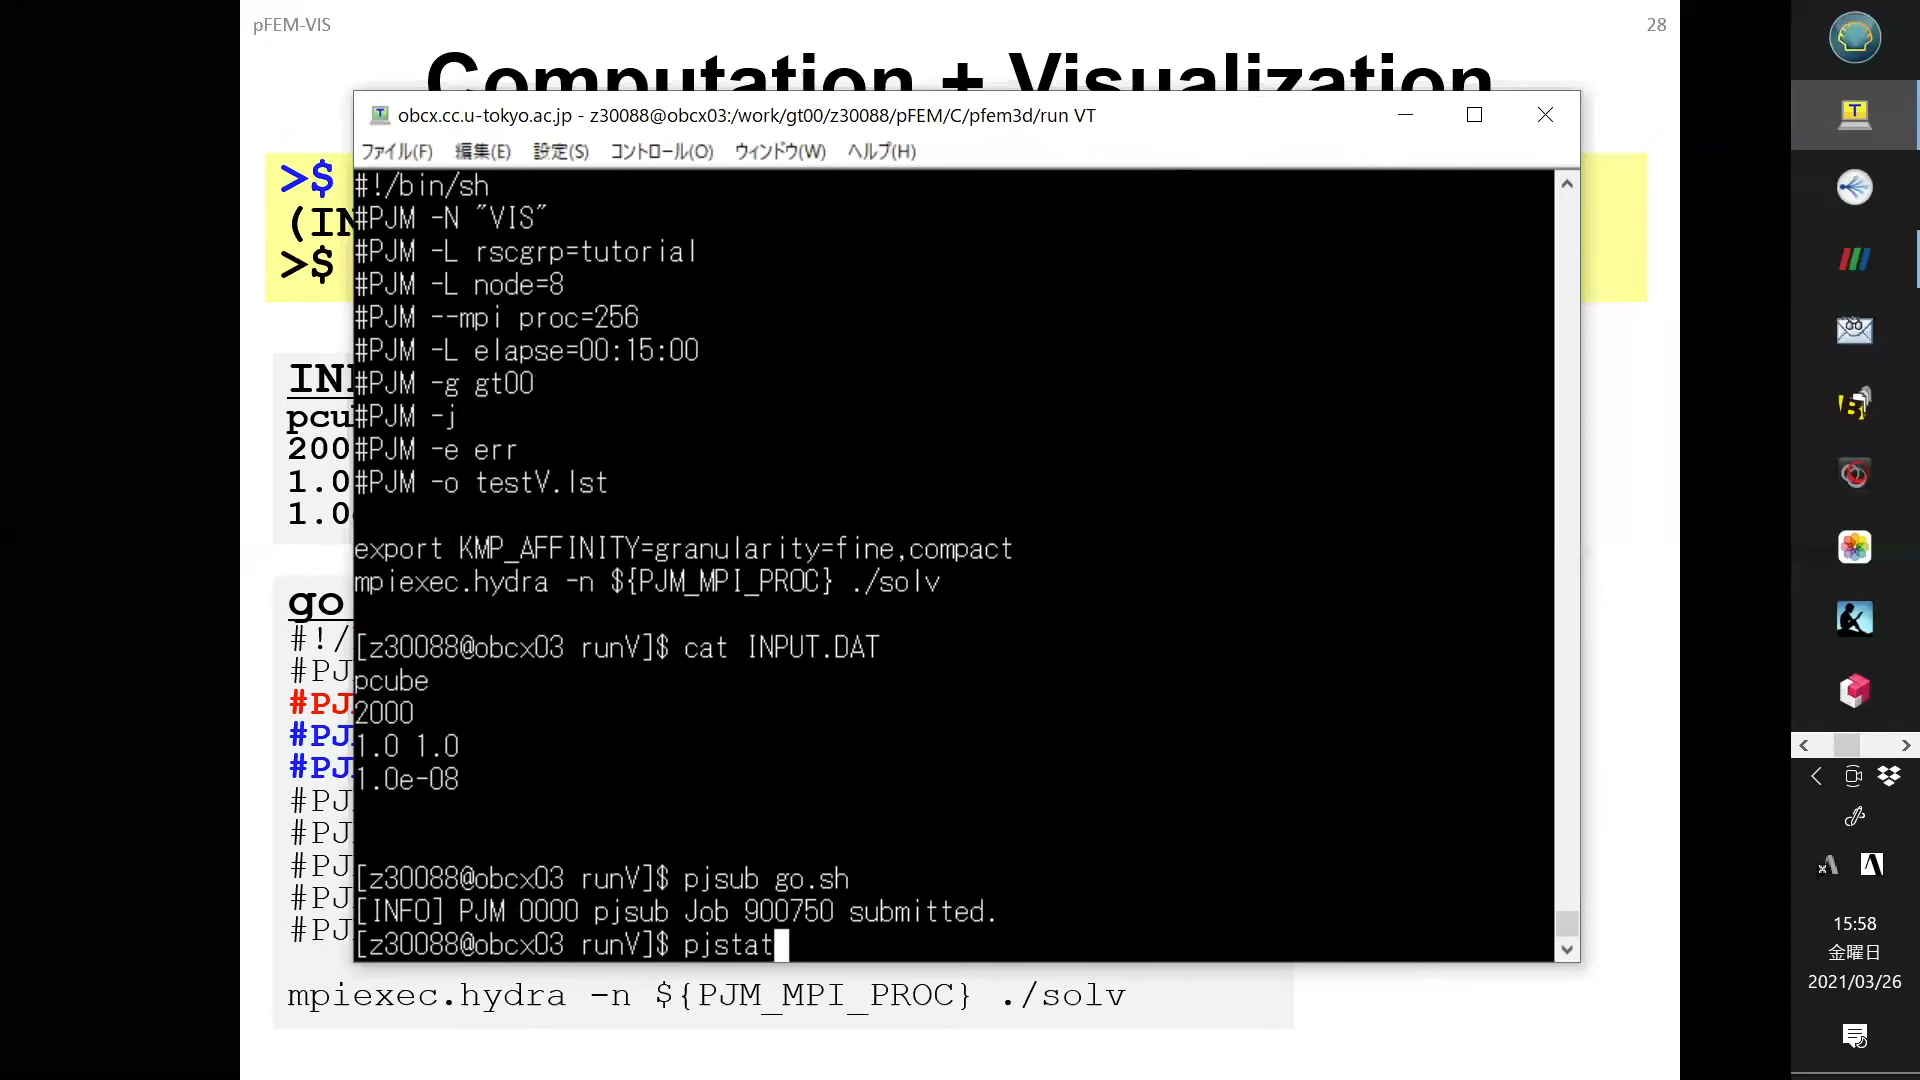 pFEM-VIS
28
Computation + Visualization
obcx.cc.u-tokyo.ac.jp - z30088@obcx03:/work/gt00/z30088/pFEM/C/pfem3d/run VT
ファイル(F) 編集(E) 設定(S) コントロール(O) ウィンドウ(W) ヘルプ(H)
>$
(IN
>$
#!/bin/sh
#PJM -N "VIS"
#PJM -L rscgrp=tutorial
#PJM -L node=8
#PJM --mpi proc=256
#PJM -L elapse=00:15:00
#PJM -g gt00
#PJM -j
#PJM -e err
#PJM -o testV.lst
export KMP_AFFINITY=granularity=fine,compact
mpiexec.hydra -n ${PJM_MPI_PROC} ./solv
[z30088@obcx03 runV]$ cat INPUT.DAT
pcube
2000
1.0 1.0
1.0e-08
[z30088@obcx03 runV]$ pjsub go.sh
[INFO] PJM 0000 pjsub Job 900750 submitted.
[z30088@obcx03 runV]$ pjstat
pcu
200
1.0
1.0
go
#!/
#PJ
#PJ
#PJ
#PJ
#PJ
#PJ
#PJ
#PJ
#PJ
mpiexec.hydra -n ${PJM_MPI_PROC} ./solv
15:58
金曜日
2021/03/26